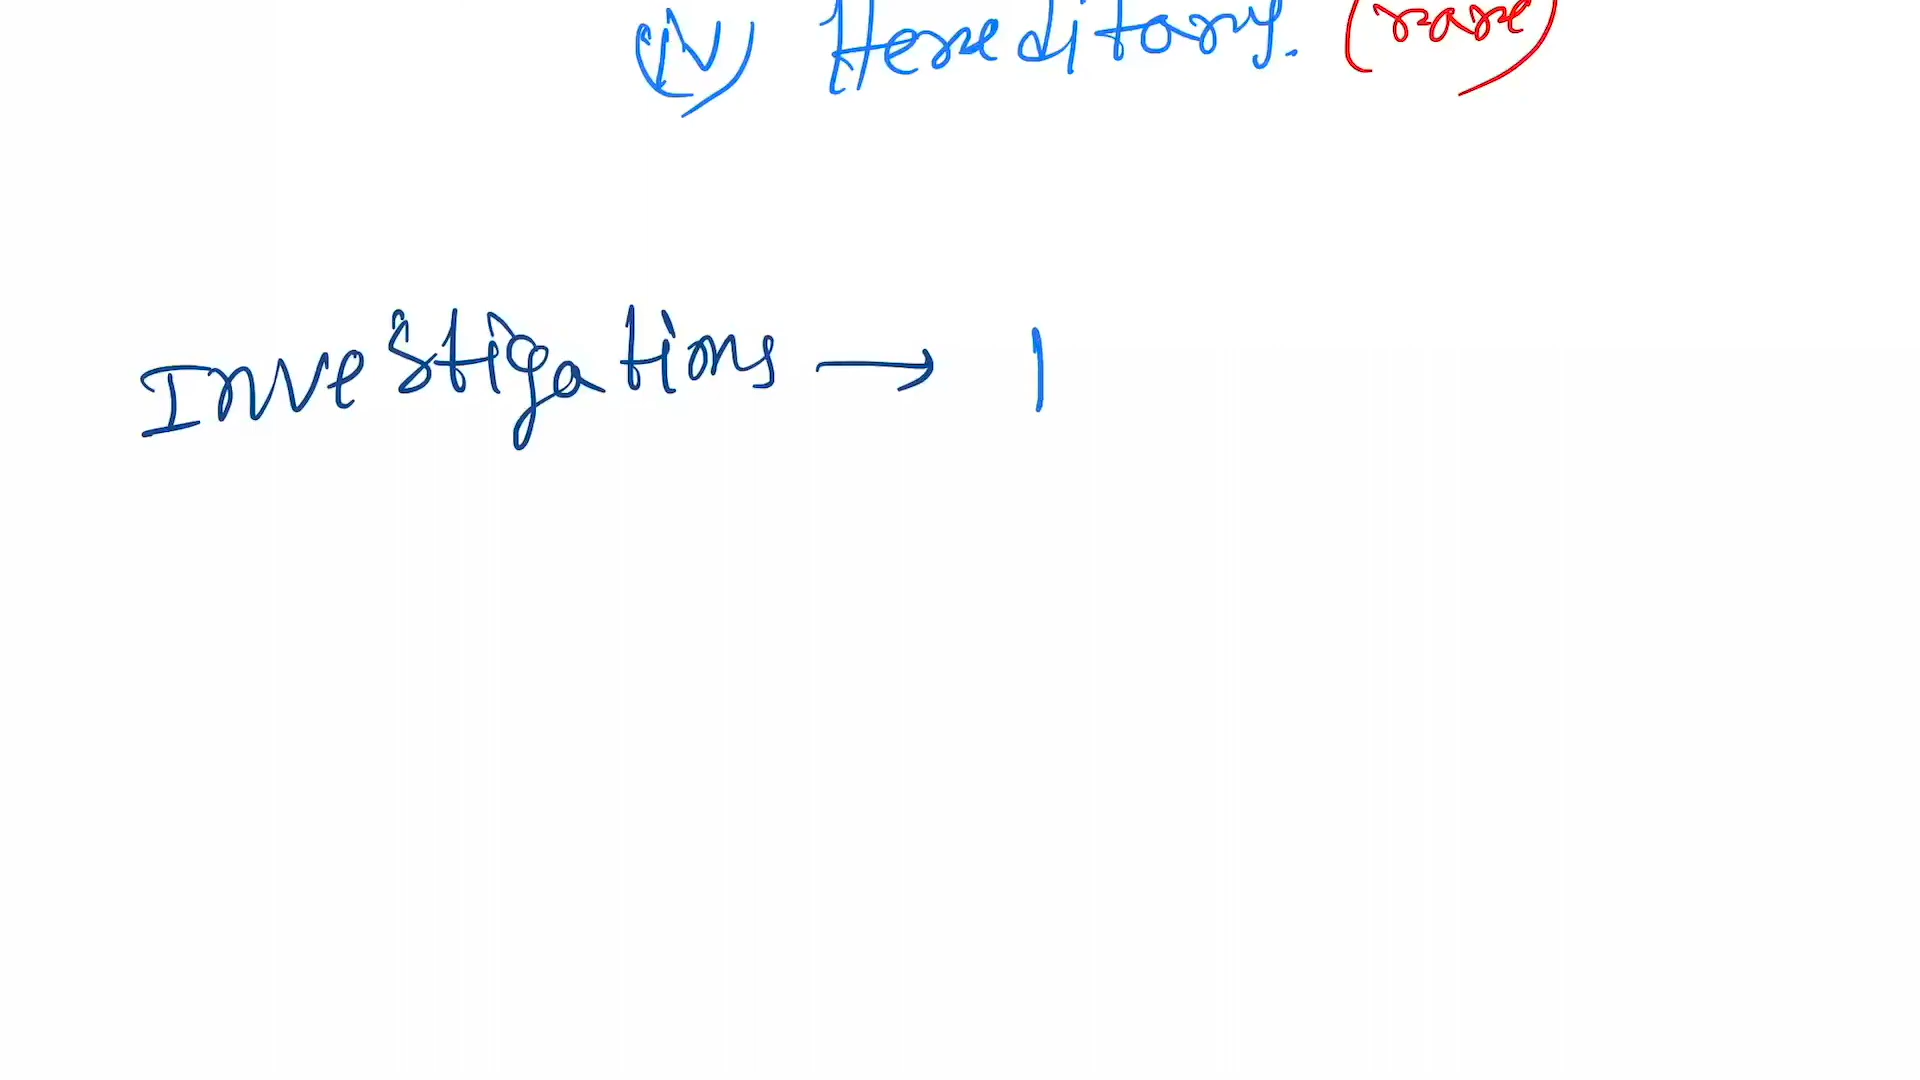 (iv) Hereditary. (rare)
Investigations → 1